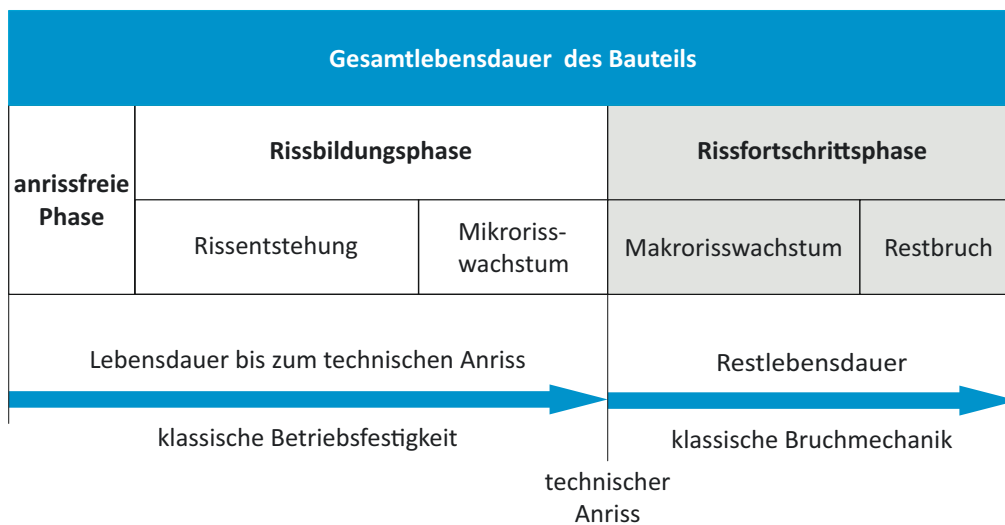 Gesamtlebensdauer des Bauteils
anrissfreie
Phase
Rissbildungsphase
Rissfortschrittsphase
Rissentstehung
Mikroriss-
wachstum
Makrorisswachstum
Restbruch
Lebensdauer bis zum technischen Anriss
Restlebensdauer
klassische Betriebsfestigkeit
klassische Bruchmechanik
technischer
Anriss